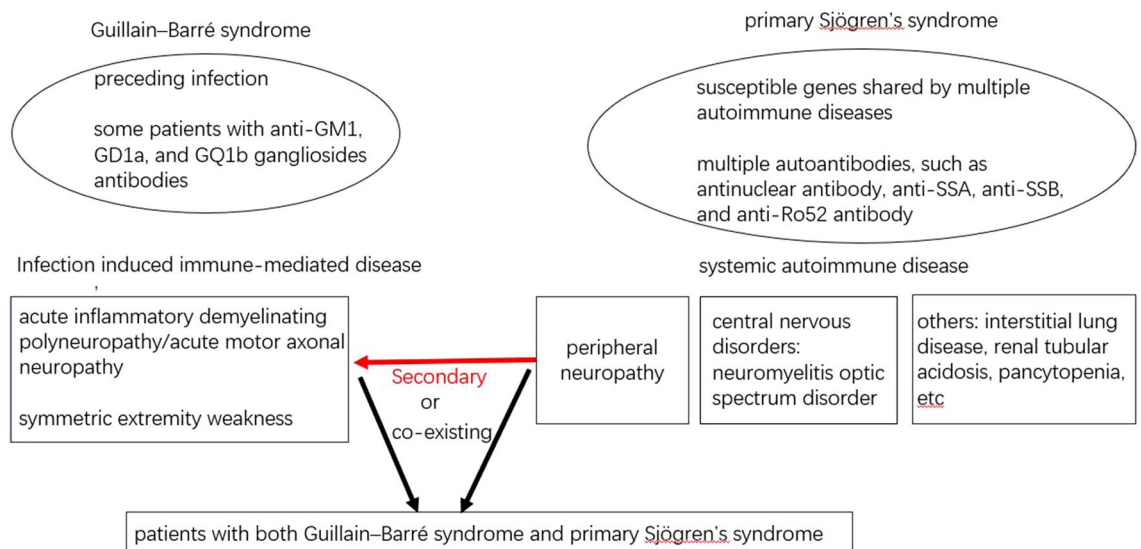 Guillain–Barré syndrome
preceding infection
some patients with anti-GM1,
GD1a, and GQ1b gangliosides
antibodies
primary Sjögren's syndrome
susceptible genes shared by multiple
autoimmune diseases
multiple autoantibodies, such as
antinuclear antibody, anti-SSA, anti-SSB,
and anti-Ro52 antibody
Infection induced immune-mediated disease
,
systemic autoimmune disease
acute inflammatory demyelinating
polyneuropathy/acute motor axonal
neuropathy
symmetric extremity weakness
Secondary
or
co-existing
peripheral
neuropathy
central nervous
disorders:
neuromyelitis optic
spectrum disorder
others: interstitial lung
disease, renal tubular
acidosis, pancytopenia,
etc
patients with both Guillain–Barré syndrome and primary Sjögren's syndrome